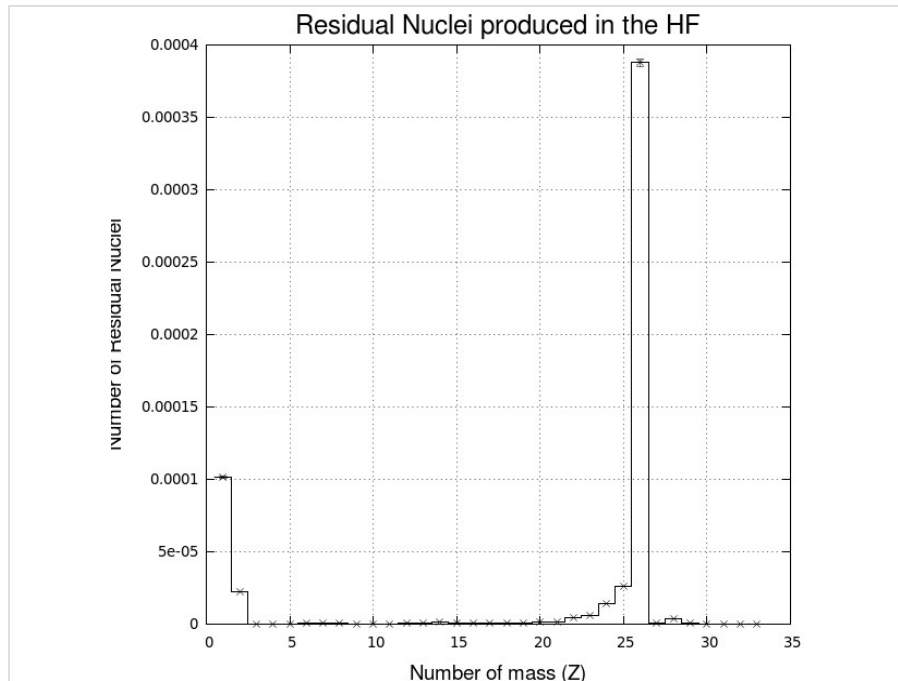 Residual Nuclei produced in the HF
0.0004
0.00035
0.0003
0.00025
0.0002
0.00015
0.0001
5e-05
0
Number of Residual Nuclei
0 5 10 15 20 25 30 35
Number of mass (Z)